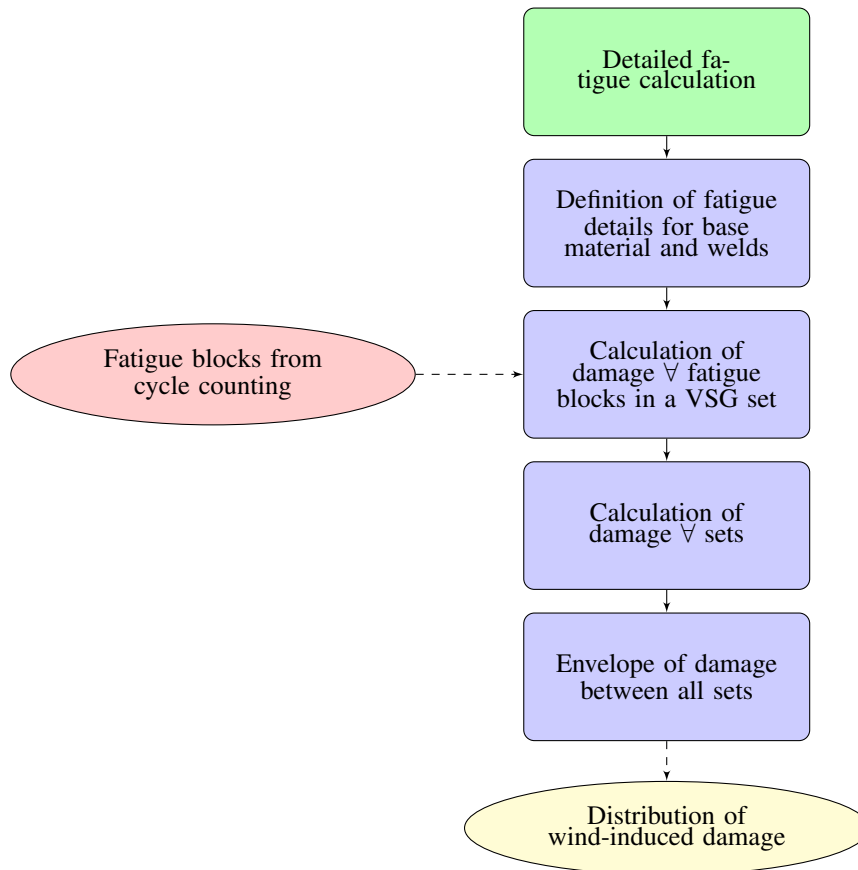 Detailed fa-
tigue calculation
Definition of fatigue
details for base
material and welds
Fatigue blocks from
cycle counting
Calculation of
damage ∀ fatigue
blocks in a VSG set
Calculation of
damage ∀ sets
Envelope of damage
between all sets
Distribution of
wind-induced damage